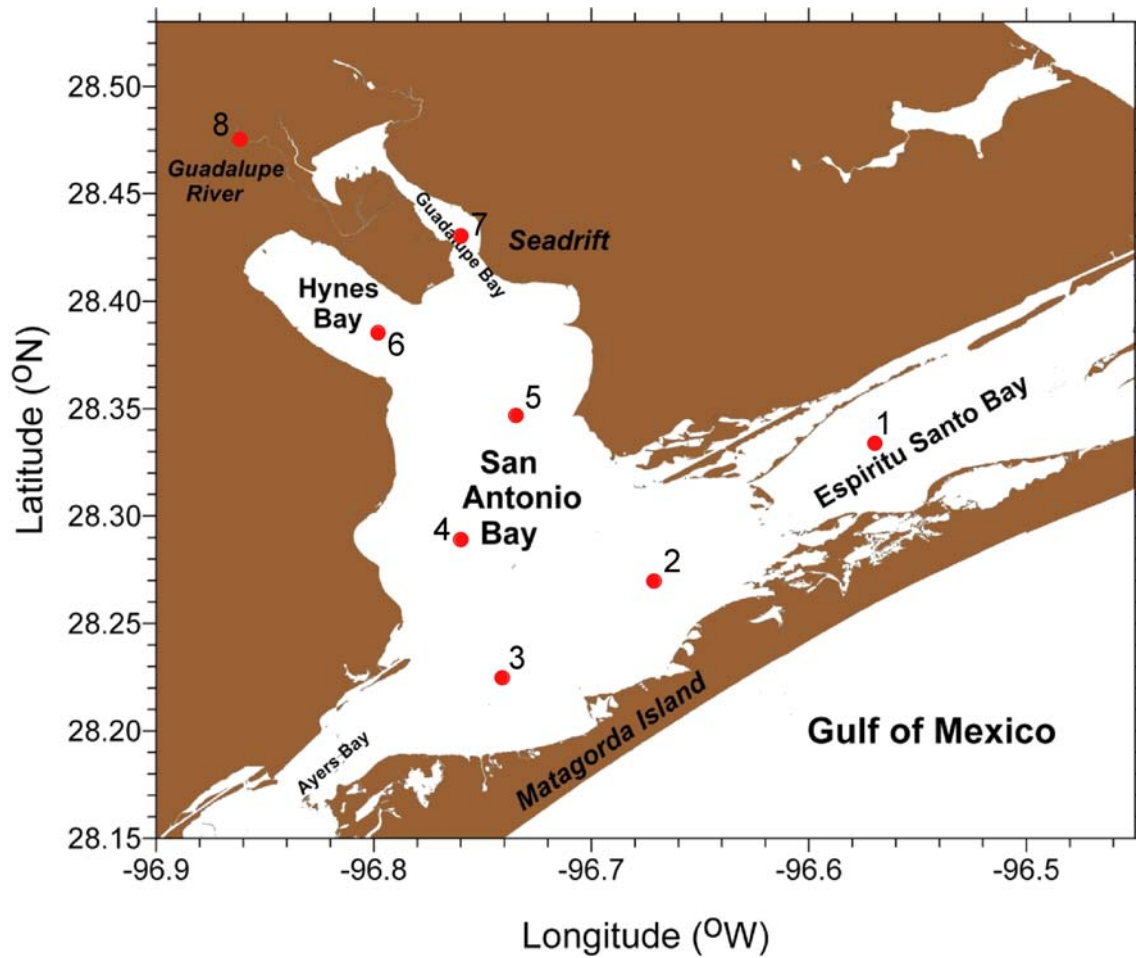 28.50
28.45
28.40
28.35
28.30
28.25
28.20
28.15
Latitude (ºN)
8
Guadalupe
River
7
Guadalupe Bay
Seadrift
Hynes
Bay
6
5
1
Espiritu Santo Bay
San
Antonio
Bay
4
2
3
Matagorda Island
Ayers Bay
Gulf of Mexico
-96.9
-96.8
-96.7
-96.6
-96.5
Longitude (ºW)